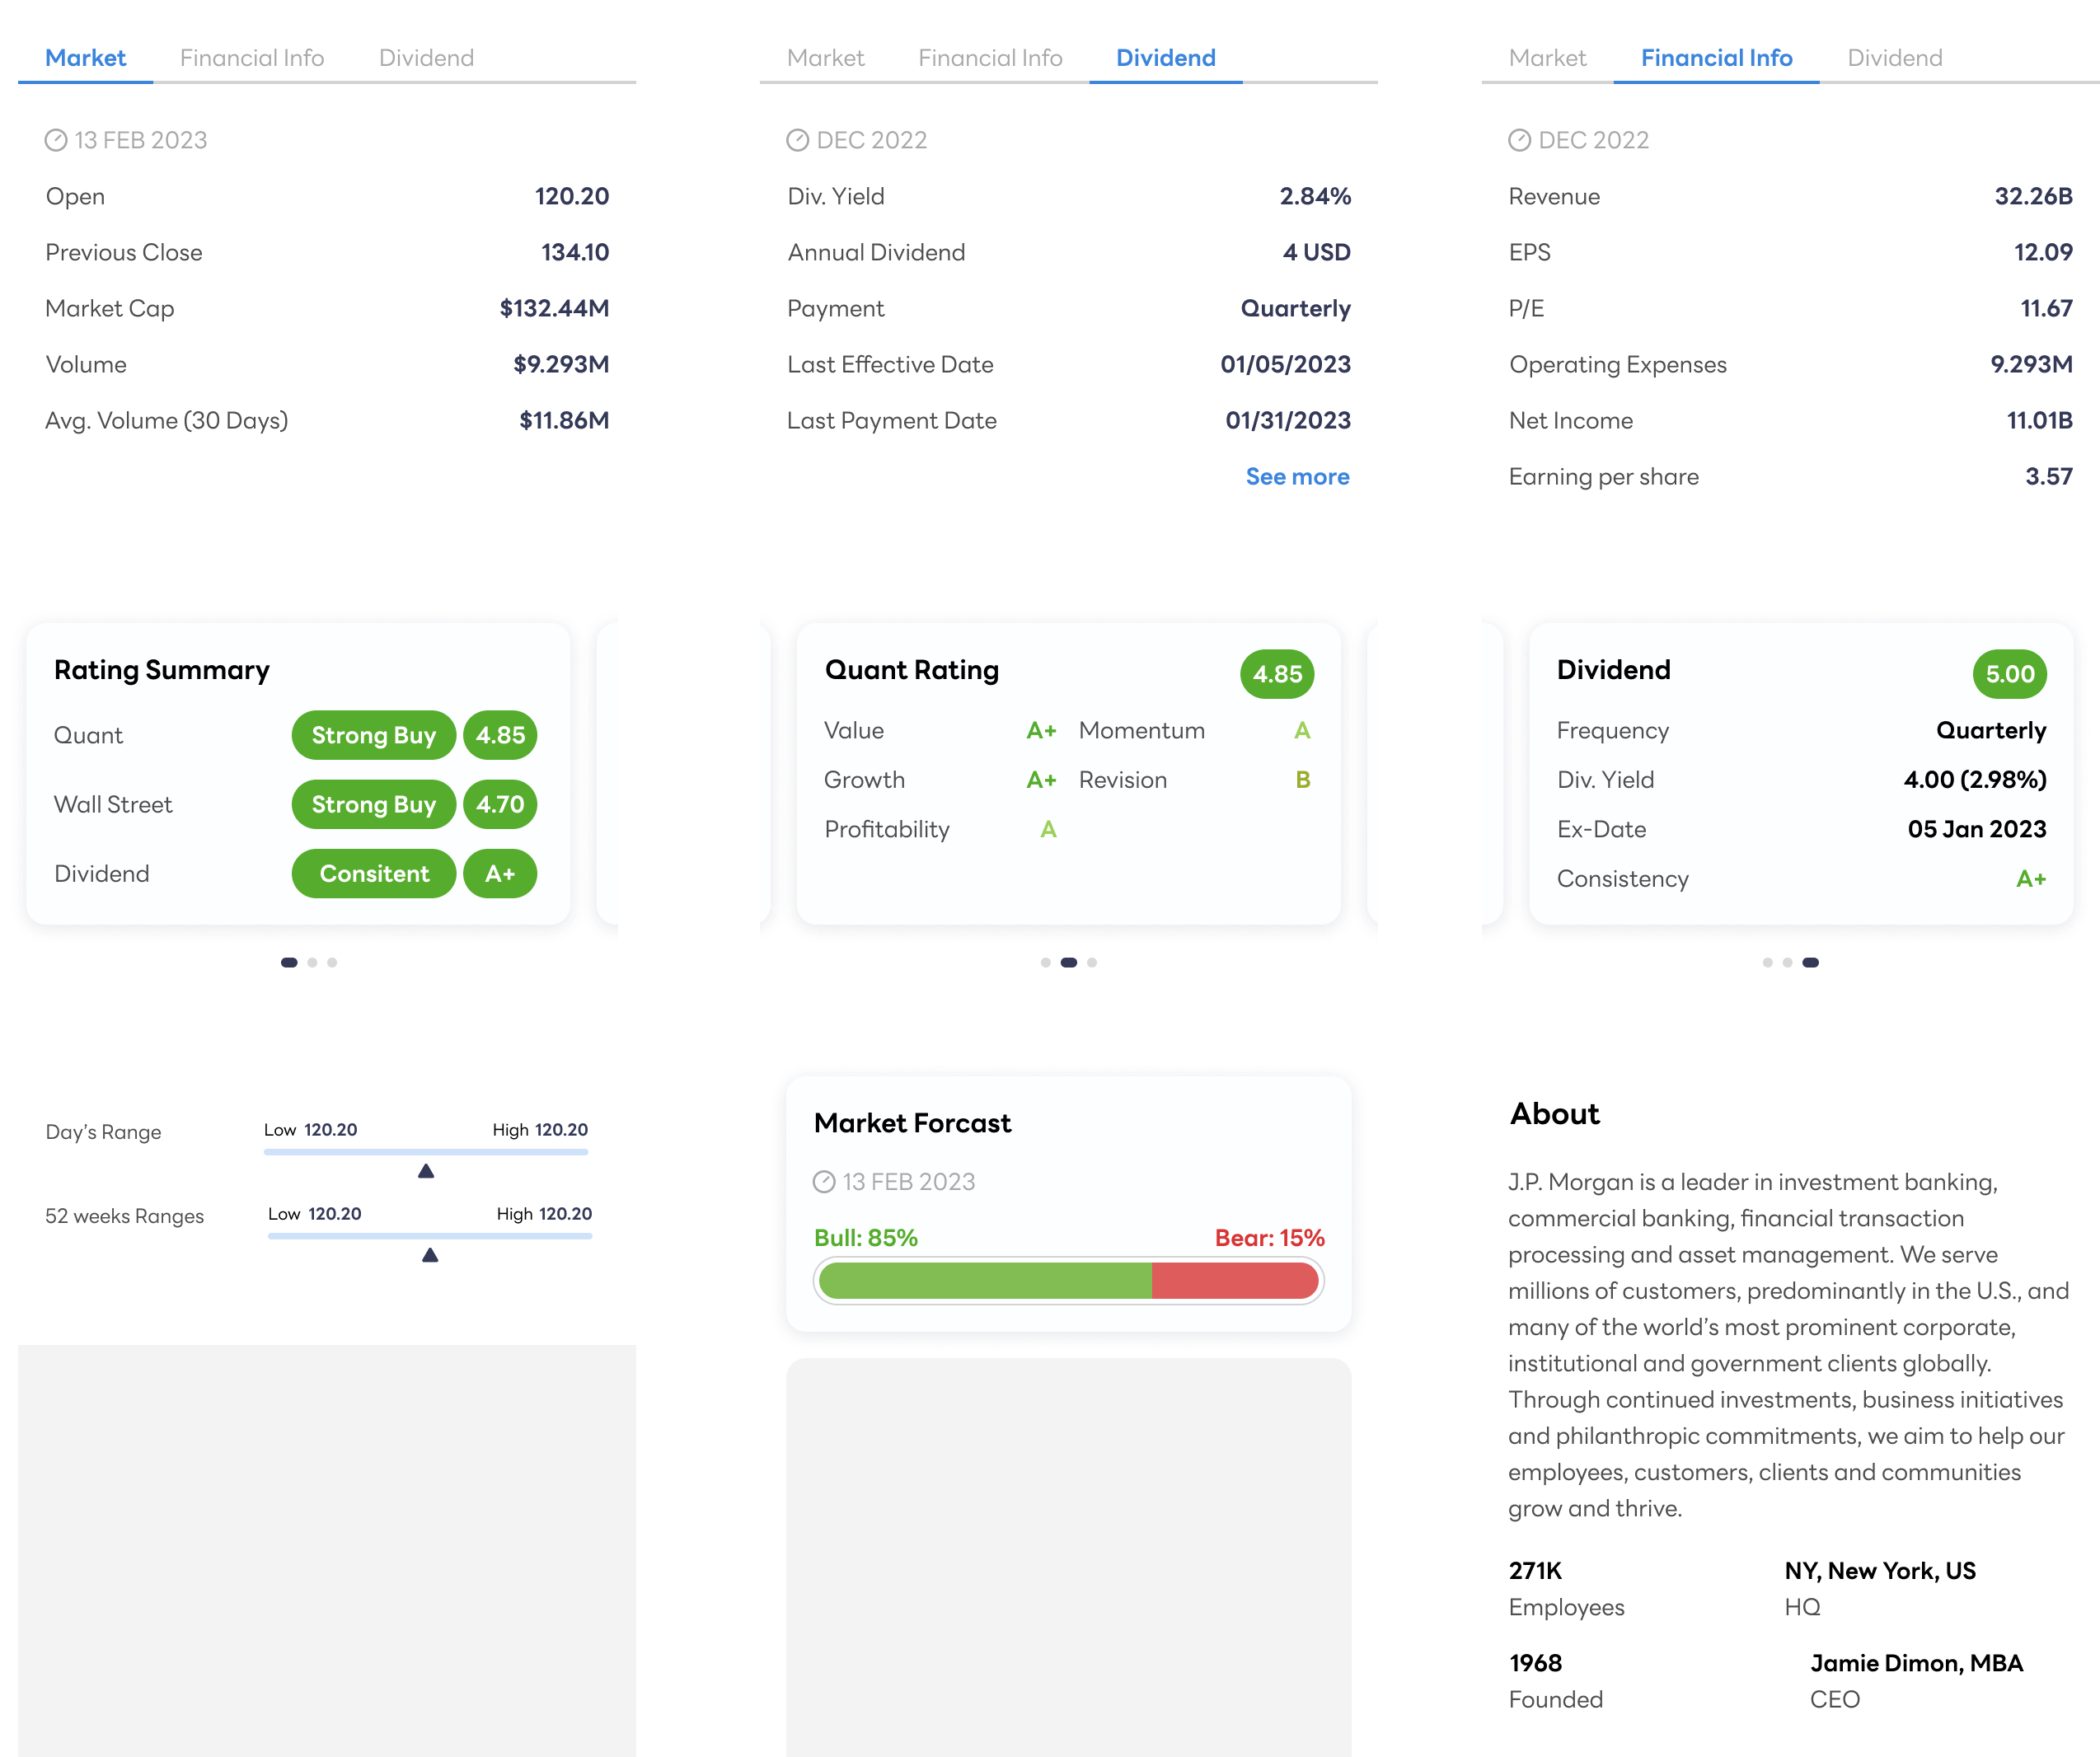 Market Financial Info Dividend
13 FEB 2023
Open 120.20
Previous Close 134.10
Market Cap $132.44M
Volume $9.293M
Avg. Volume (30 Days) $11.86M
Market Financial Info Dividend
DEC 2022
Div. Yield 2.84%
Annual Dividend 4 USD
Payment Quarterly
Last Effective Date 01/05/2023
Last Payment Date 01/31/2023
See more
Market Financial Info Dividend
DEC 2022
Revenue 32.26B
EPS 12.09
P/E 11.67
Operating Expenses 9.293M
Net Income 11.01B
Earning per share 3.57
Rating Summary
Quant Strong Buy 4.85
Wall Street Strong Buy 4.70
Dividend Consitent A+
Quant Rating 4.85
Value A+ Momentum A
Growth A+ Revision B
Profitability A
Dividend 5.00
Frequency Quarterly
Div. Yield 4.00 (2.98%)
Ex-Date 05 Jan 2023
Consistency A+
Day’s Range Low 120.20 High 120.20
52 weeks Ranges Low 120.20 High 120.20
Market Forcast
13 FEB 2023
Bull: 85% Bear: 15%
About
J.P. Morgan is a leader in investment banking,
commercial banking, financial transaction
processing and asset management. We serve
millions of customers, predominantly in the U.S., and
many of the world’s most prominent corporate,
institutional and government clients globally.
Through continued investments, business initiatives
and philanthropic commitments, we aim to help our
employees, customers, clients and communities
grow and thrive.
271K NY, New York, US
Employees HQ
1968 Jamie Dimon, MBA
Founded CEO